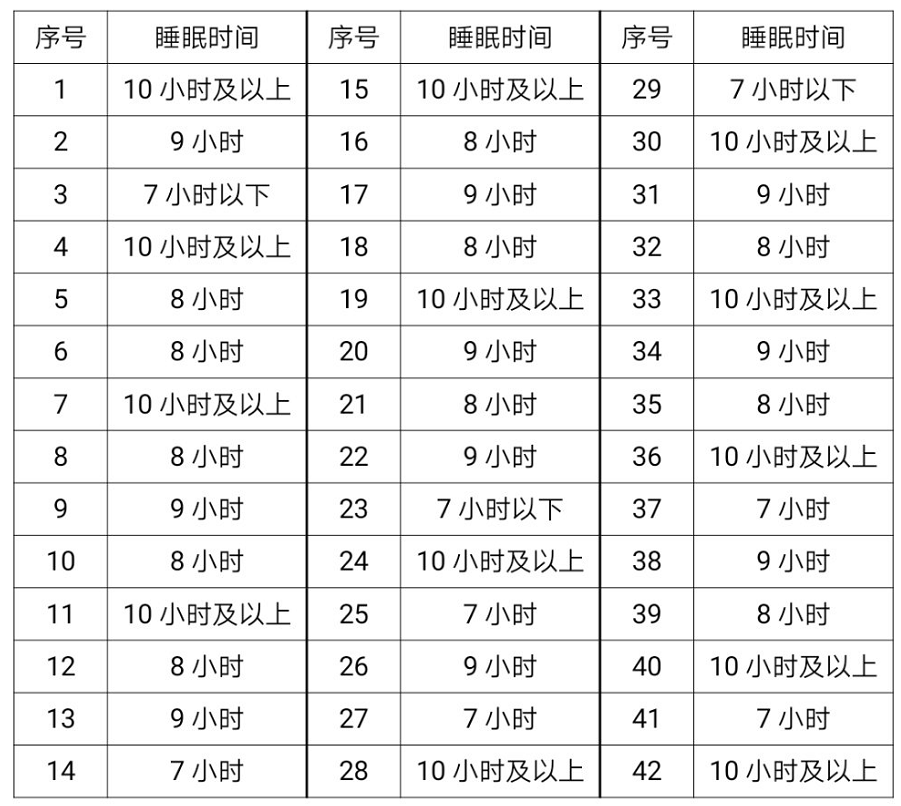 序号 睡眠时间 序号 睡眠时间 序号 睡眠时间
1 10 小时及以上 15 10 小时及以上 29 7 小时以下
2 9 小时 16 8 小时 30 10 小时及以上
3 7 小时以下 17 9 小时 31 9 小时
4 10 小时及以上 18 8 小时 32 8 小时
5 8 小时 19 10 小时及以上 33 10 小时及以上
6 8 小时 20 9 小时 34 9 小时
7 10 小时及以上 21 8 小时 35 8 小时
8 8 小时 22 9 小时 36 10 小时及以上
9 9 小时 23 7 小时以下 37 7 小时
10 8 小时 24 10 小时及以上 38 9 小时
11 10 小时及以上 25 7 小时 39 8 小时
12 8 小时 26 9 小时 40 10 小时及以上
13 9 小时 27 7 小时 41 7 小时
14 7 小时 28 10 小时及以上 42 10 小时及以上